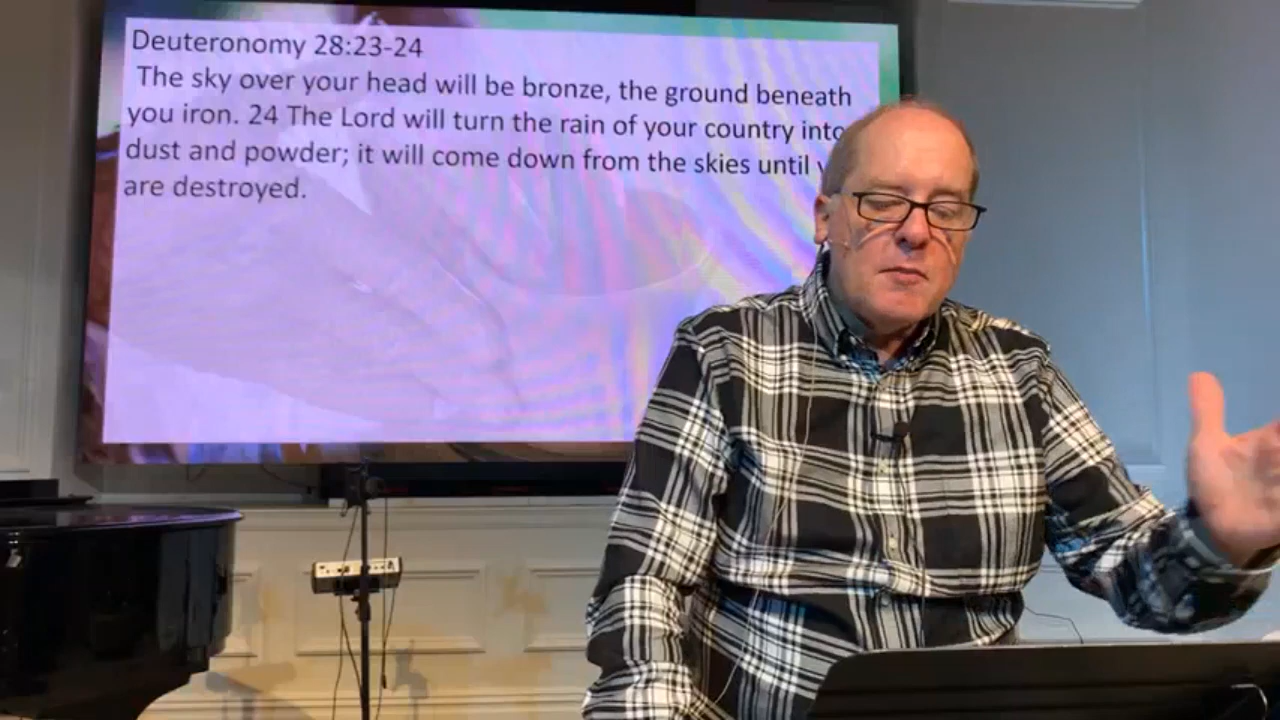 Deuteronomy 28:23-24
The sky over your head will be bronze, the ground beneath
you iron. 24 The Lord will turn the rain of your country into
dust and powder; it will come down from the skies until
are destroyed.